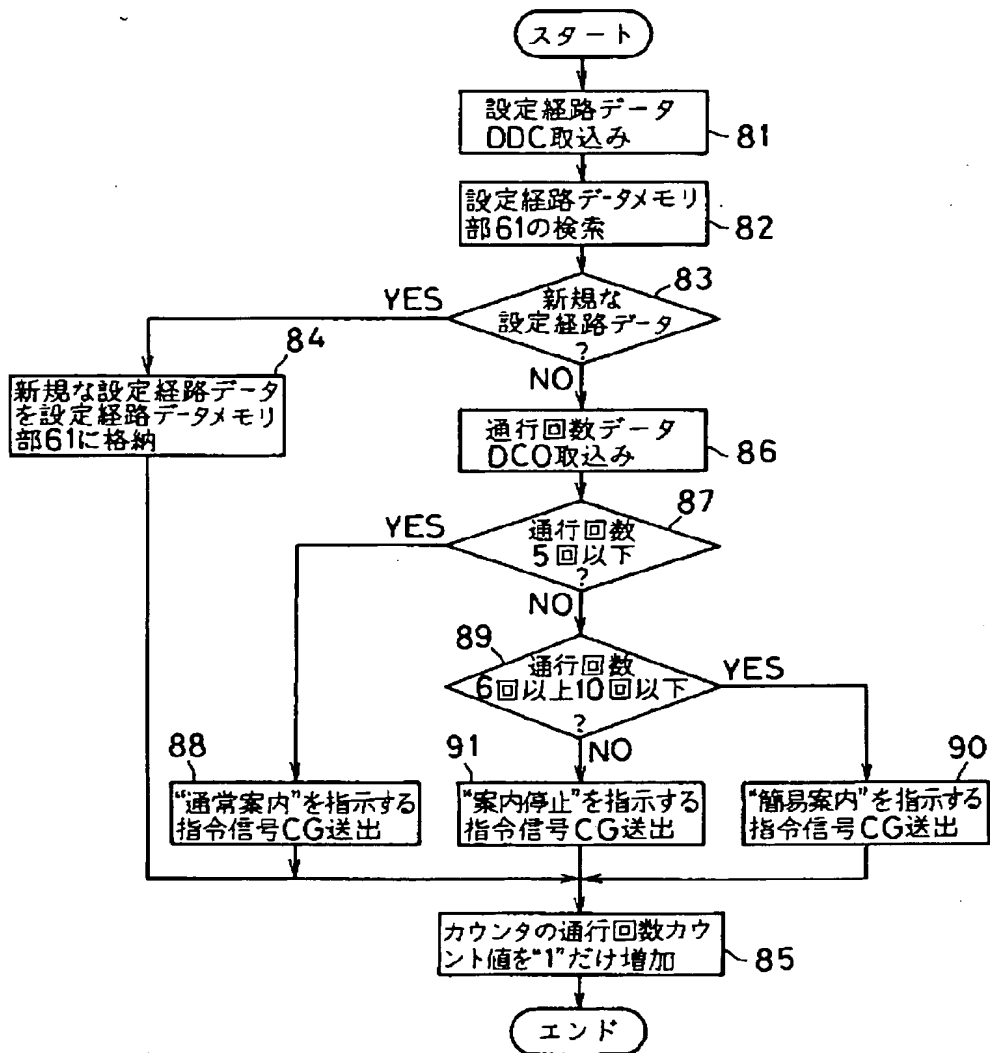 スタート
設定経路データ
DDC取込み
81
設定経路データメモリ
部61の検索
82
83
YES
新規な
設定経路データ
?
84
NO
新規な設定経路データ
を設定経路データメモリ
部61に格納
通行回数データ
DCO取込み
86
87
YES
通行回数
5回以下
?
NO
89
通行回数
6回以上10回以下
?
YES
NO
88
91
90
“通常案内”を指示する
指令信号CG送出
“案内停止”を指示する
指令信号CG送出
“簡易案内”を指示する
指令信号CG送出
カウンタの通行回数カウ
ント値を“1”だけ増加
85
エンド